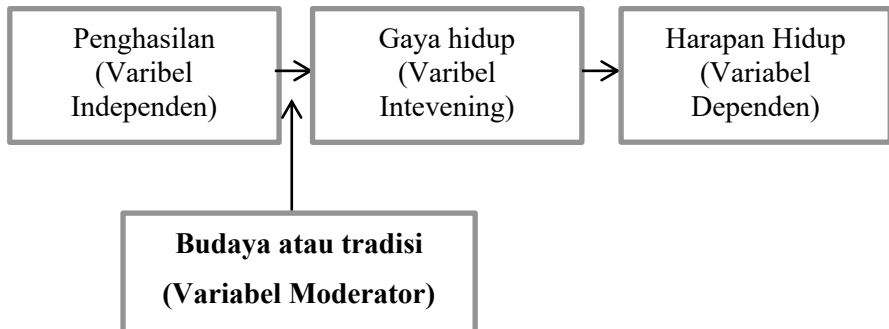 Penghasilan
(Varibel
Independen)
Gaya hidup
(Varibel
Intevening)
Harapan Hidup
(Variabel
Dependen)
Budaya atau tradisi
(Variabel Moderator)